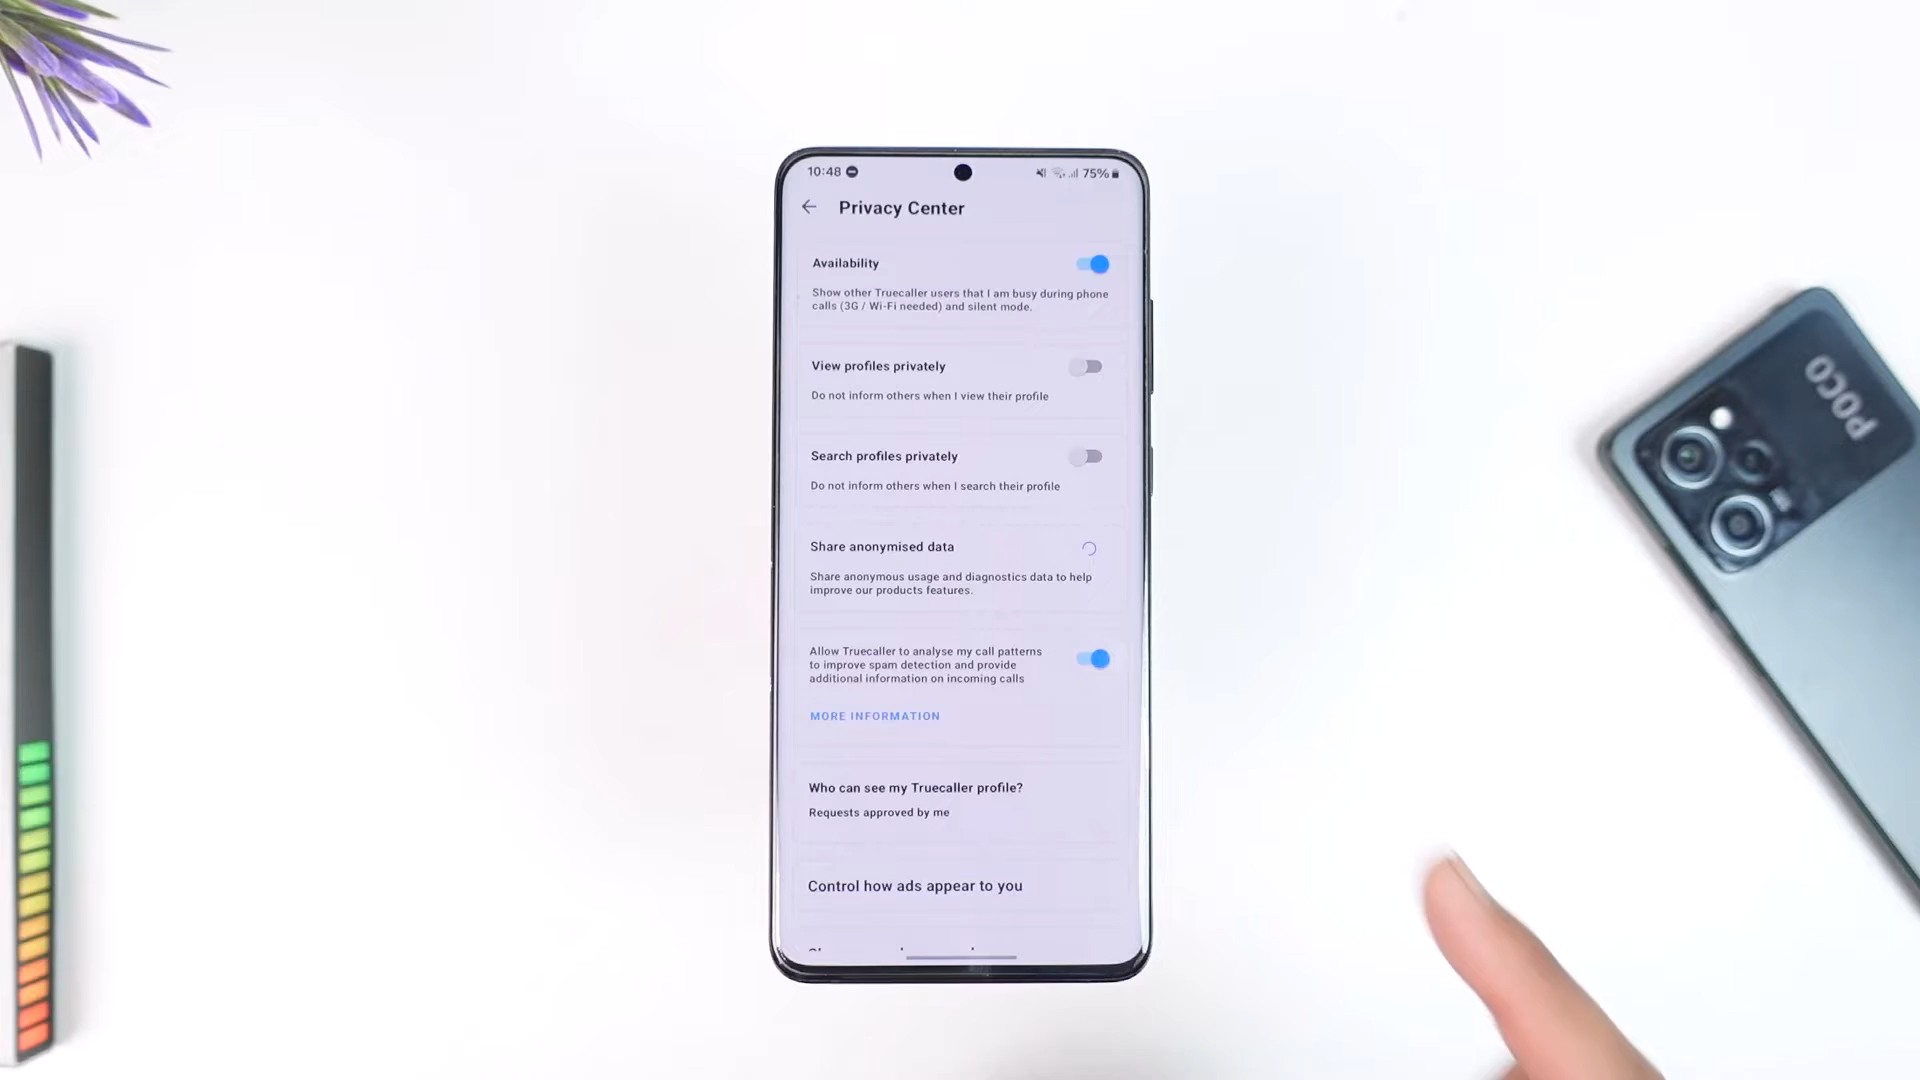 10:48
75%
Privacy Center
Availability
Show other Truecaller users that I am busy during phone
calls (3G / Wi-Fi needed) and silent mode.
View profiles privately
Do not inform others when I view their profile
Search profiles privately
Do not inform others when I search their profile
Share anonymised data
Share anonymous usage and diagnostics data to help
improve our products features.
Allow Truecaller to analyse my call patterns
to improve spam detection and provide
additional information on incoming calls
MORE INFORMATION
Who can see my Truecaller profile?
Requests approved by me
Control how ads appear to you
POCO